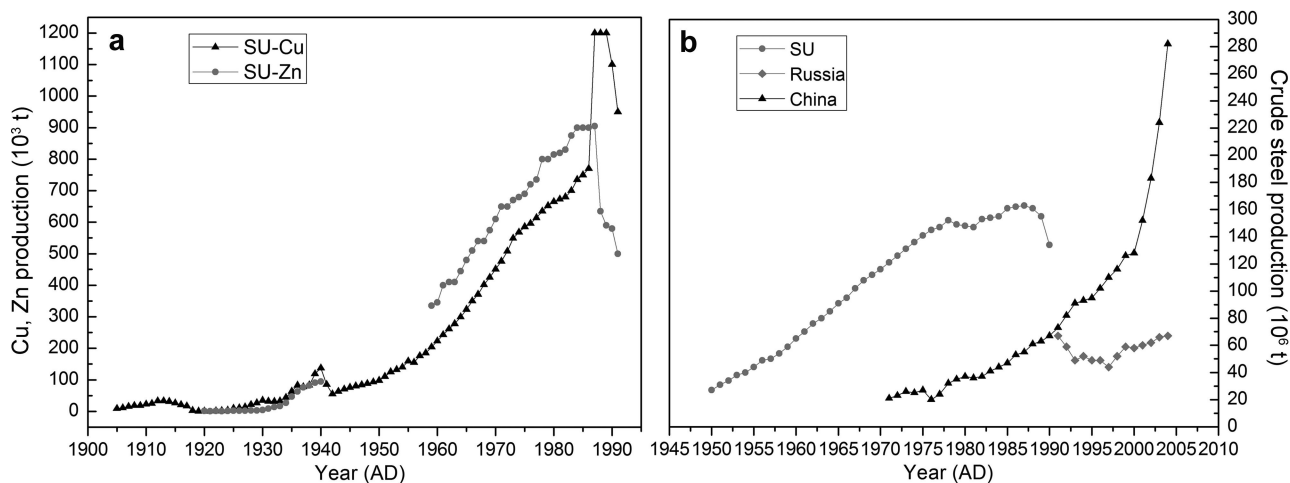 a
SU-Cu
SU-Zn
Cu, Zn production (10³ t)
1200
1100
1000
900
800
700
600
500
400
300
200
100
0
1900 1910 1920 1930 1940 1950 1960 1970 1980 1990
Year (AD)
b
SU
Russia
China
300
280
260
240
220
200
180
160
140
120
100
80
60
40
20
0
Crude steel production (10⁶ t)
1945 1950 1955 1960 1965 1970 1975 1980 1985 1990 1995 2000 2005 2010
Year (AD)